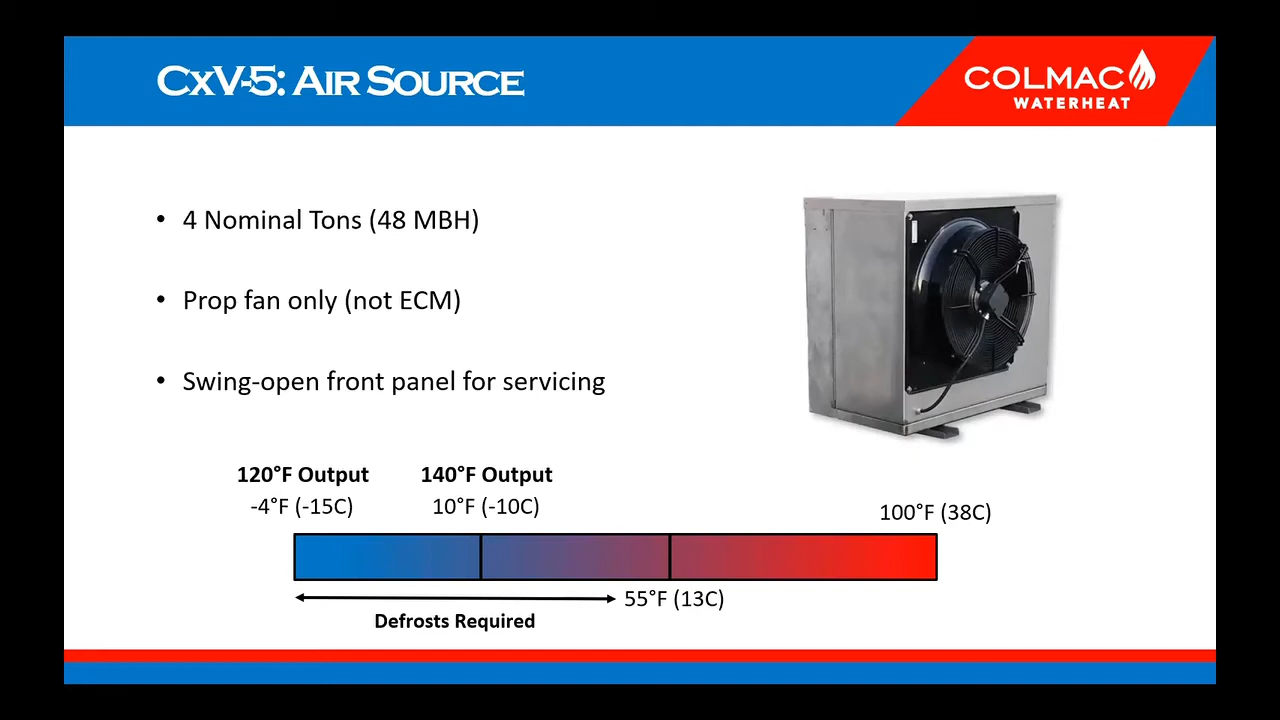 CxV-5: Air Source
COLMAC
WATERHEAT
• 4 Nominal Tons (48 MBH)
• Prop fan only (not ECM)
• Swing-open front panel for servicing
120°F Output
-4°F (-15C)
140°F Output
10°F (-10C)
100°F (38C)
55°F (13C)
Defrosts Required